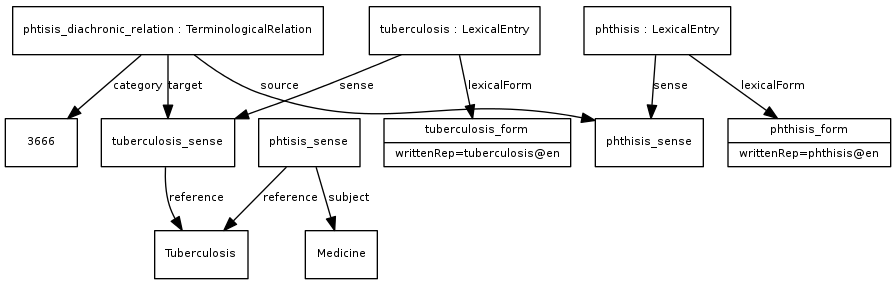 phtisis_diachronic_relation : TerminologicalRelation
tuberculosis : LexicalEntry
phthisis : LexicalEntry
category
target
source
sense
lexicalForm
sense
lexicalForm
3666
tuberculosis_sense
phtisis_sense
tuberculosis_form
writtenRep=tuberculosis@en
phthisis_sense
phthisis_form
writtenRep=phthisis@en
reference
reference
subject
Tuberculosis
Medicine